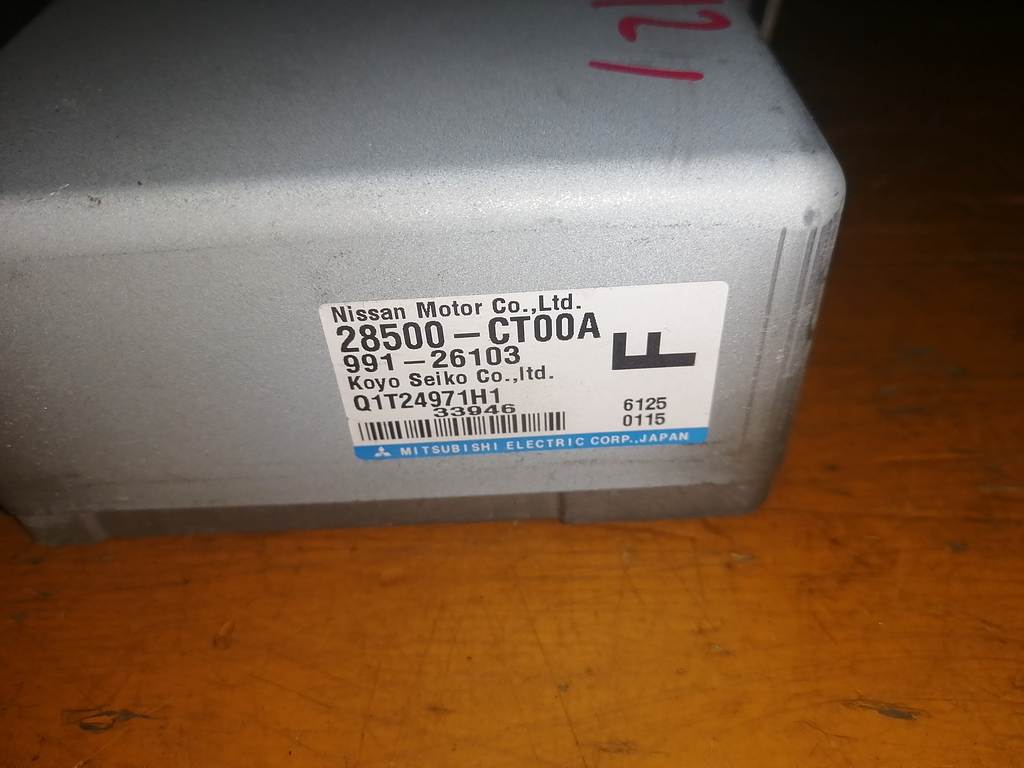 121
Nissan Motor Co.,Ltd.
28500-CT00A
991-26103
F
Koyo Seiko Co.,ltd.
Q1T24971H1
33946
6125
0115
MITSUBISHI ELECTRIC CORP.,JAPAN